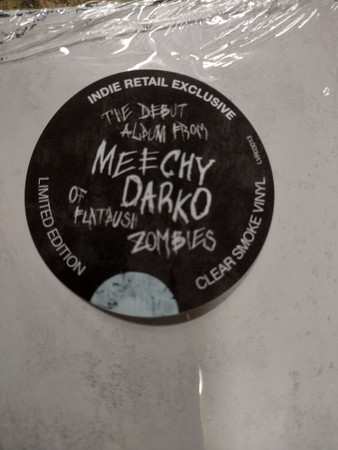 INDIE RETAIL EXCLUSIVE
THE DEBUT
ALBUM FROM
MEECHY
DARKO
OF FLATBUSH
ZOMBIES
LIMITED EDITION
CLEAR SMOKE VINYL